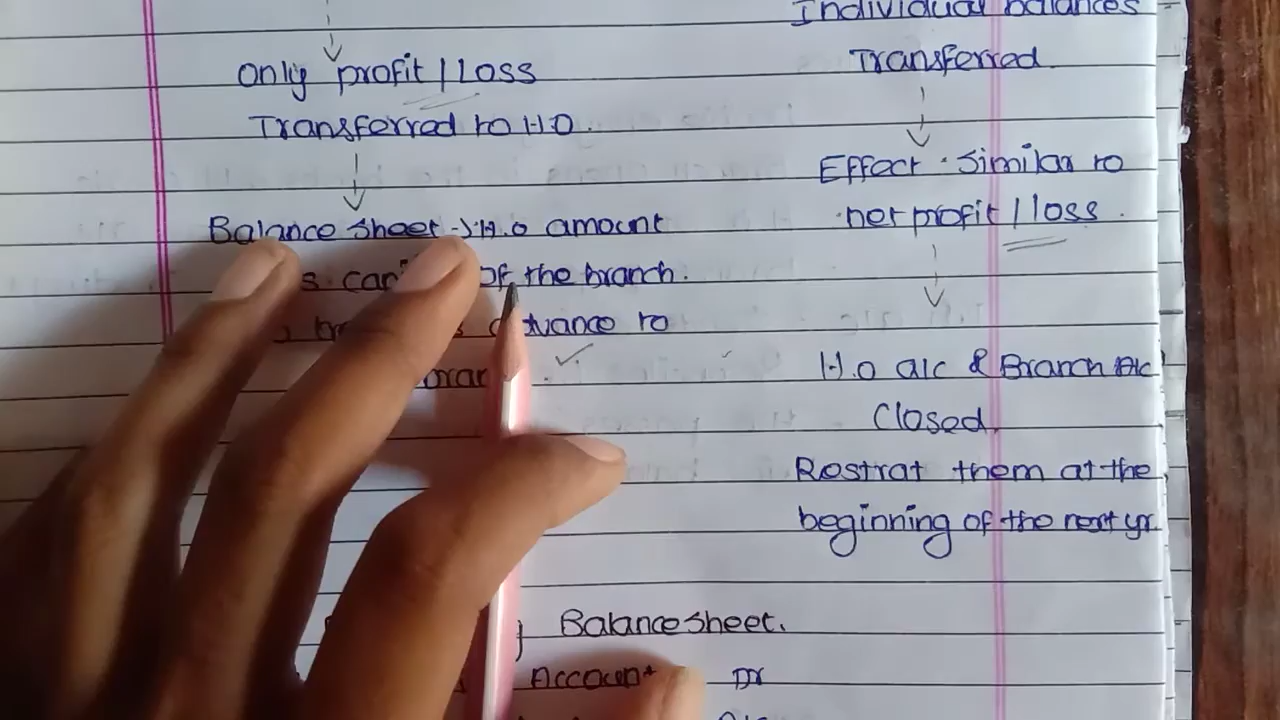 Only profit / Loss
Transferred to H.O.
Balance sheet → H.O amount
of the branch.
to
Individual balances
Transferred.
Effect. Similar to
net profit / loss.
H.O a/c & Branch A/c
Closed.
Restrat them at the
beginning of the next yr.
Balance sheet.
Account Dr